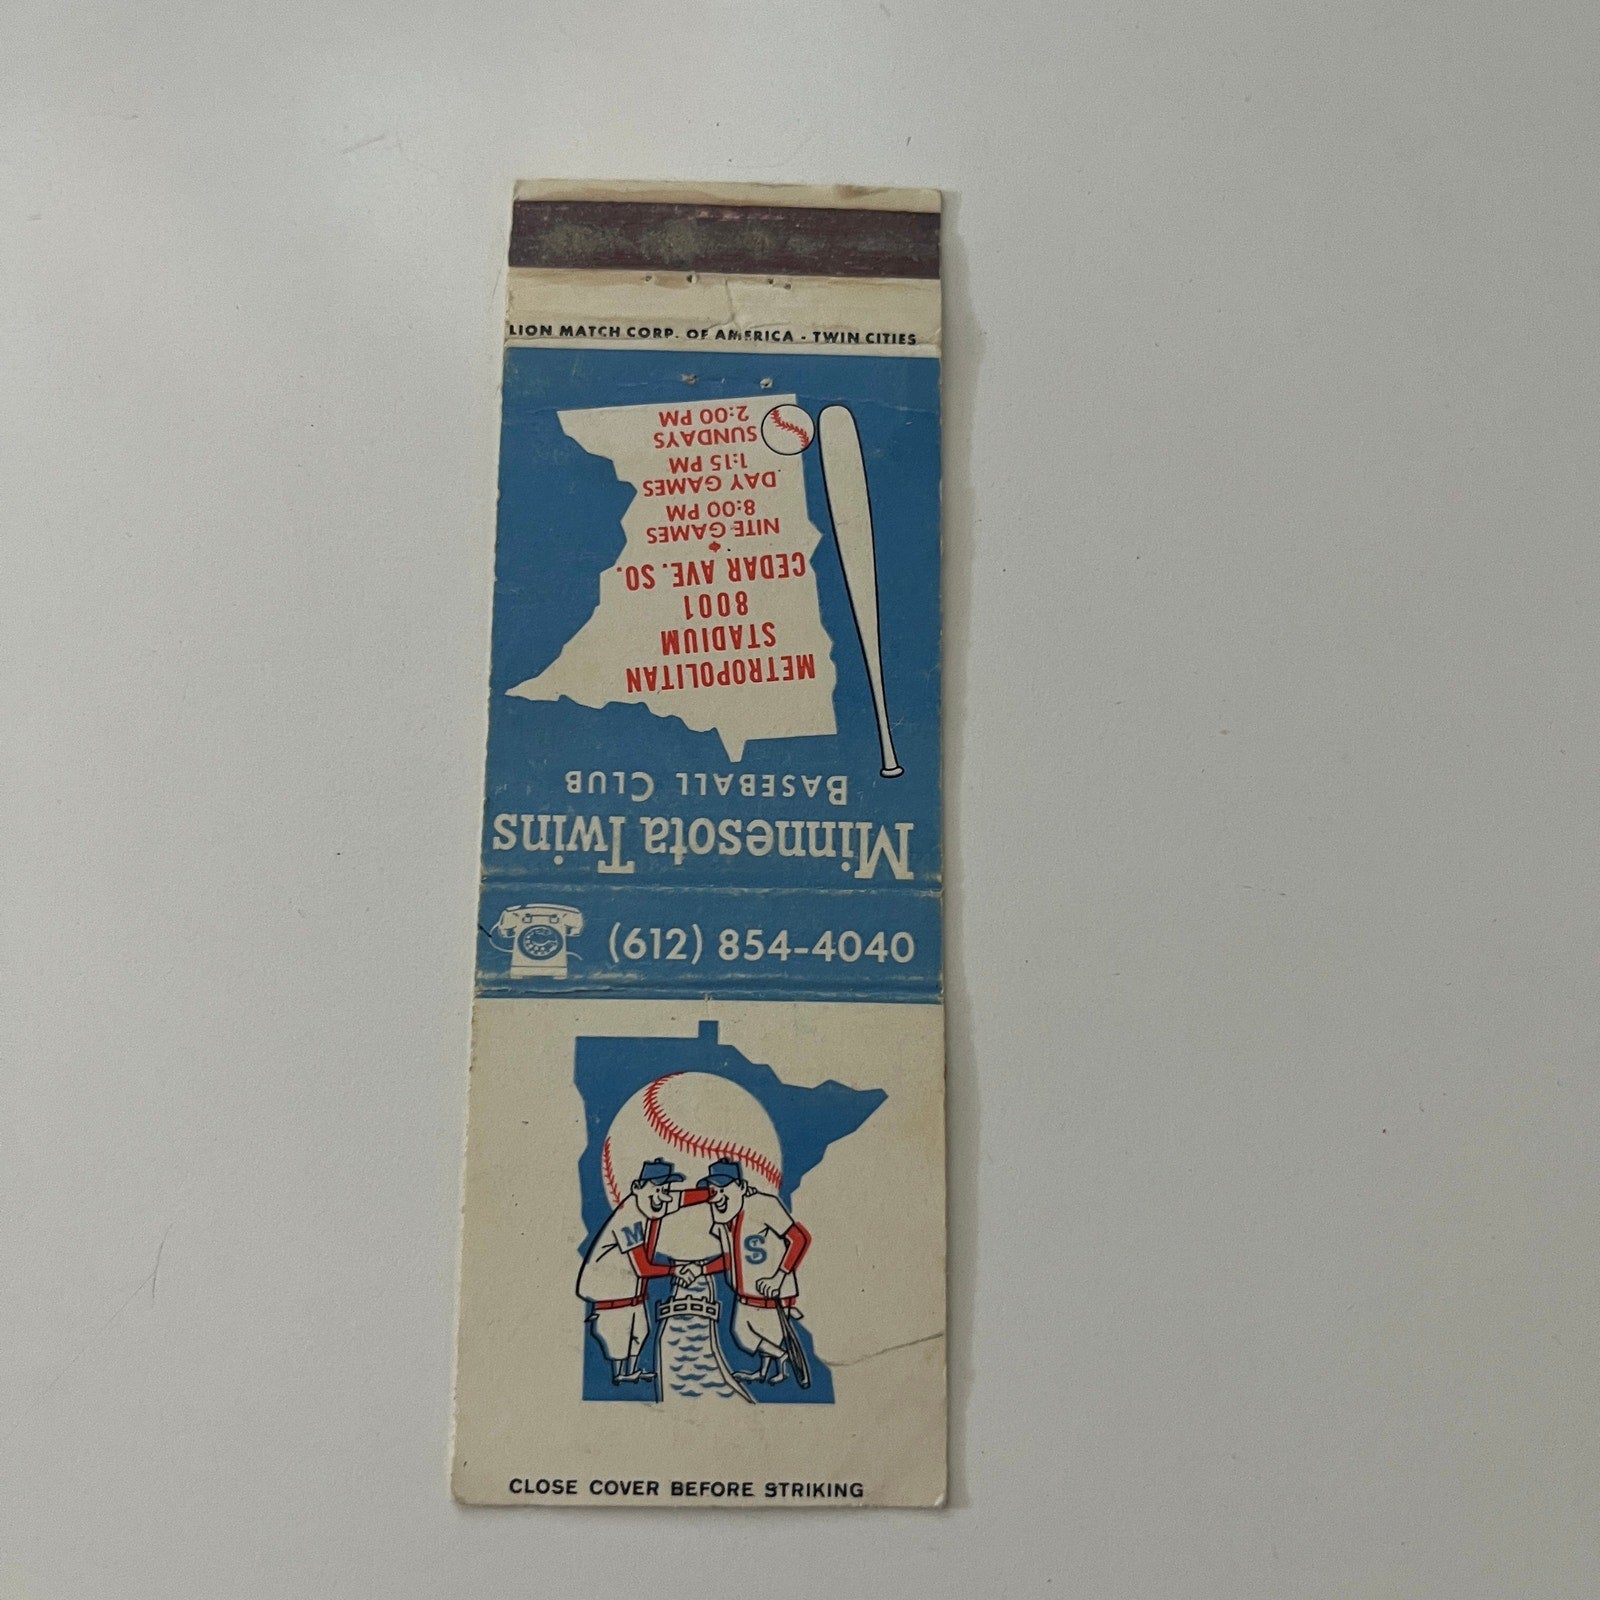 LION MATCH CORP. OF AMERICA - TWIN CITIES
Minnesota Twins
BASEBALL CLUB
METROPOLITAN
STADIUM
8001
CEDAR AVE. SO.
NITE GAMES
8:00 PM
DAY GAMES
1:15 PM
SUNDAYS
2:00 PM
(612) 854-4040
M
S
CLOSE COVER BEFORE STRIKING